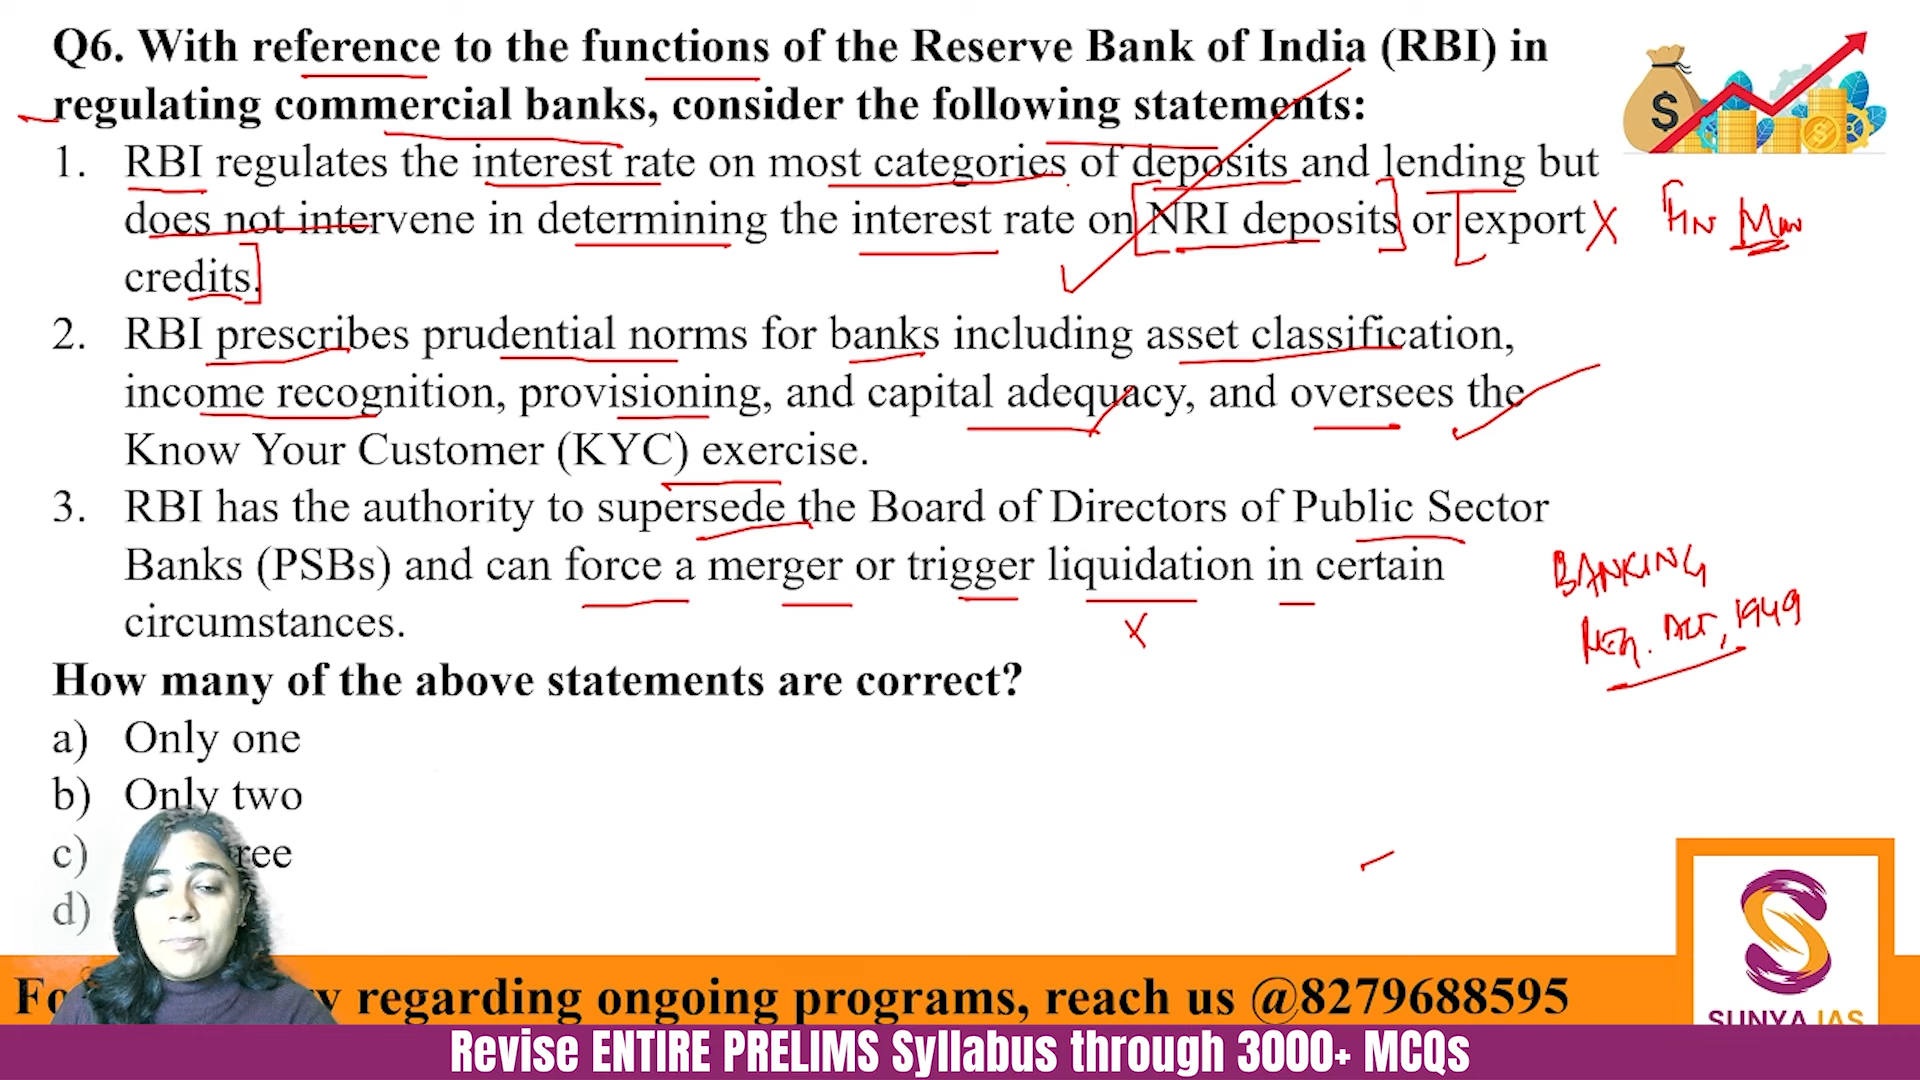 Q6. With reference to the functions of the Reserve Bank of India (RBI) in
regulating commercial banks, consider the following statements:
1. RBI regulates the interest rate on most categories of deposits and lending but
does not intervene in determining the interest rate on NRI deposits or export
credits.
X Fin Min
2. RBI prescribes prudential norms for banks including asset classification,
income recognition, provisioning, and capital adequacy, and oversees the
Know Your Customer (KYC) exercise.
3. RBI has the authority to supersede the Board of Directors of Public Sector
Banks (PSBs) and can force a merger or trigger liquidation in certain
circumstances.
X
BANKING
REG. ACT, 1949
How many of the above statements are correct?
a) Only one
b) Only two
c) ree
d)
$
Fo y regarding ongoing programs, reach us @8279688595
SUNYA IAS
Revise ENTIRE PRELIMS Syllabus through 3000+ MCQs